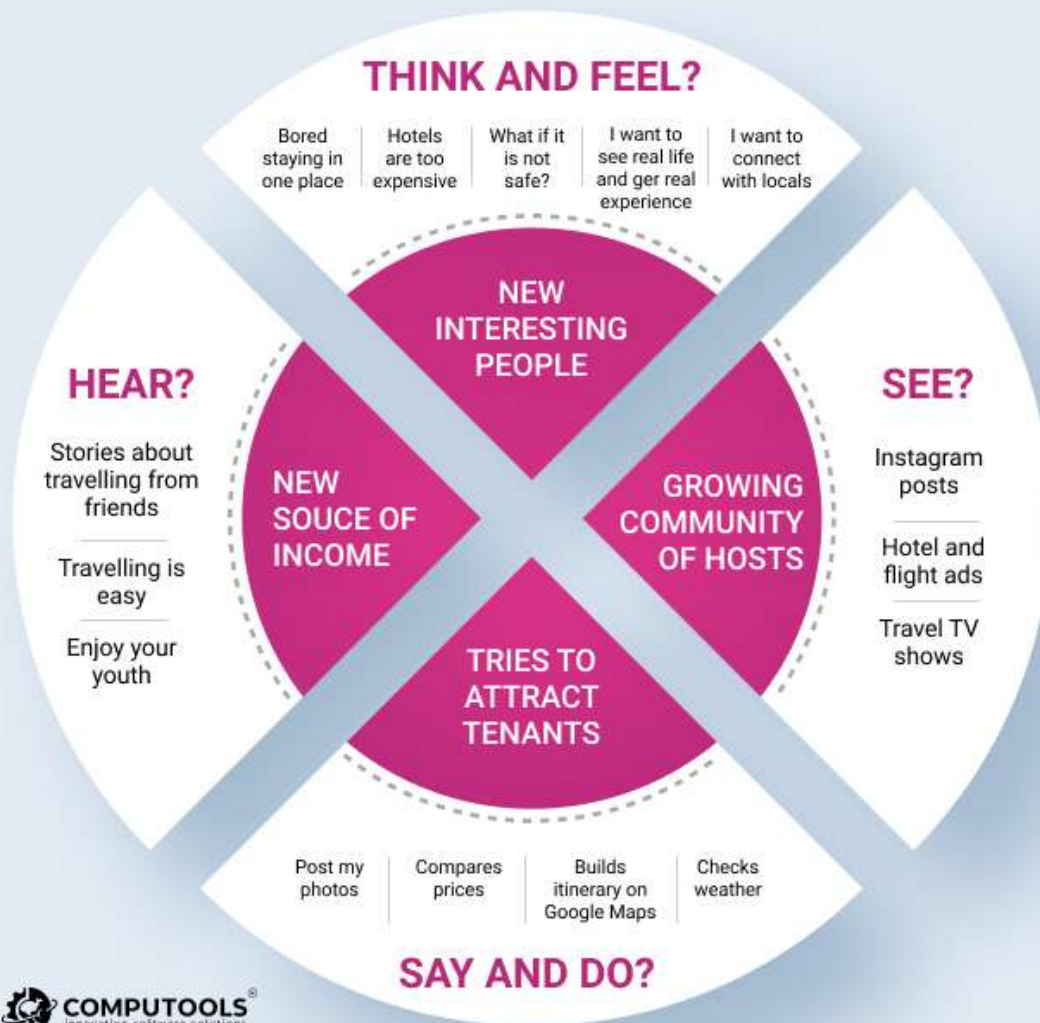 THINK AND FEEL?
Bored
staying in
one place
Hotels
are too
expensive
What if it
is not
safe?
I want to
see real life
and ger real
experience
I want to
connect
with locals
NEW
INTERESTING
PEOPLE
HEAR?
Stories about
travelling from
friends
Travelling is
easy
Enjoy your
youth
NEW
SOUCE OF
INCOME
GROWING
COMMUNITY
OF HOSTS
SEE?
Instagram
posts
Hotel and
flight ads
Travel TV
shows
TRIES TO
ATTRACT
TENANTS
Post my
photos
Compares
prices
Builds
itinerary on
Google Maps
Checks
weather
SAY AND DO?
COMPUTOOLS®
innovating software solutions